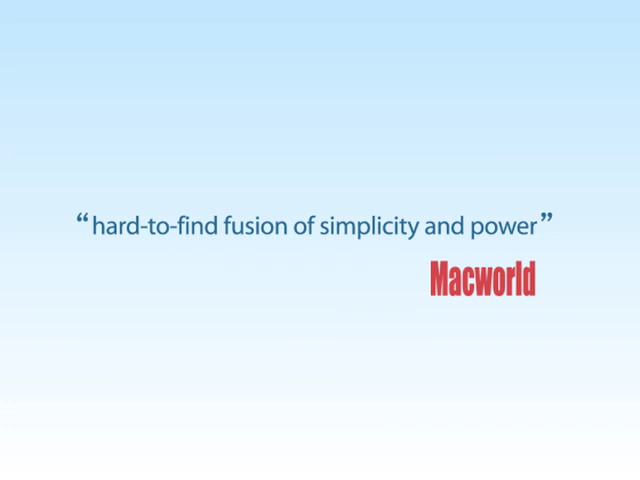 “hard-to-find fusion of simplicity and power”
Macworld